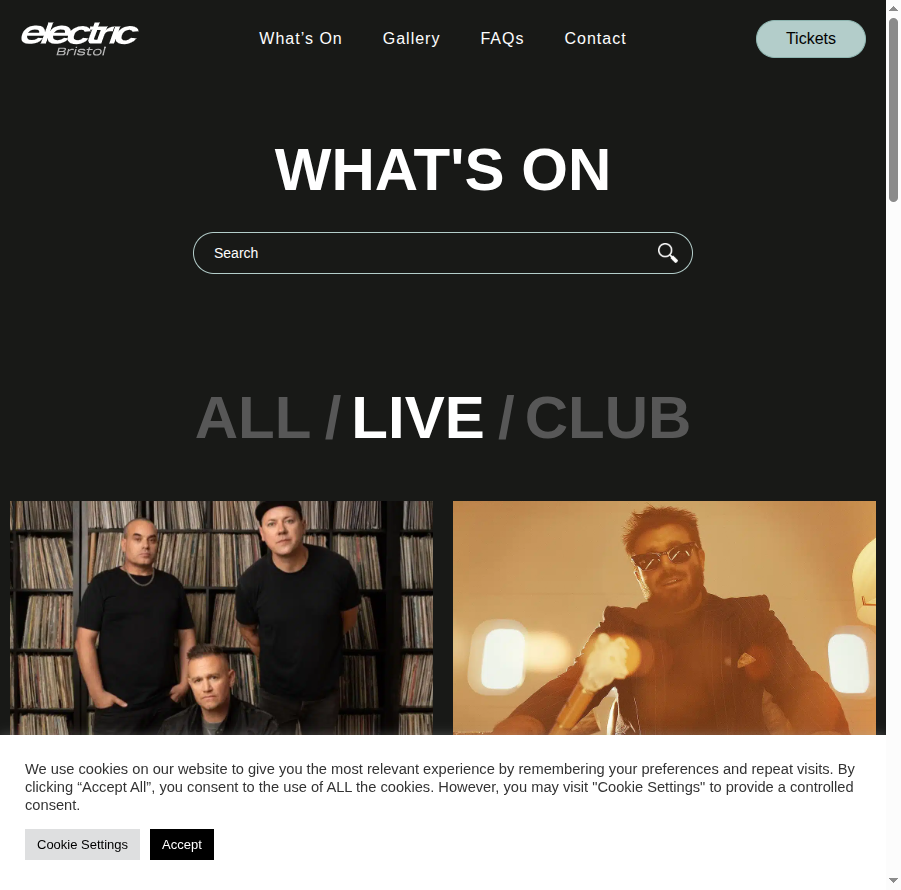 electric
Bristol
What's On
Gallery
FAQs
Contact
Tickets
WHAT'S ON
Search
ALL / LIVE / CLUB
We use cookies on our website to give you the most relevant experience by remembering your preferences and repeat visits. By
clicking “Accept All”, you consent to the use of ALL the cookies. However, you may visit "Cookie Settings" to provide a controlled
consent.
Cookie Settings
Accept